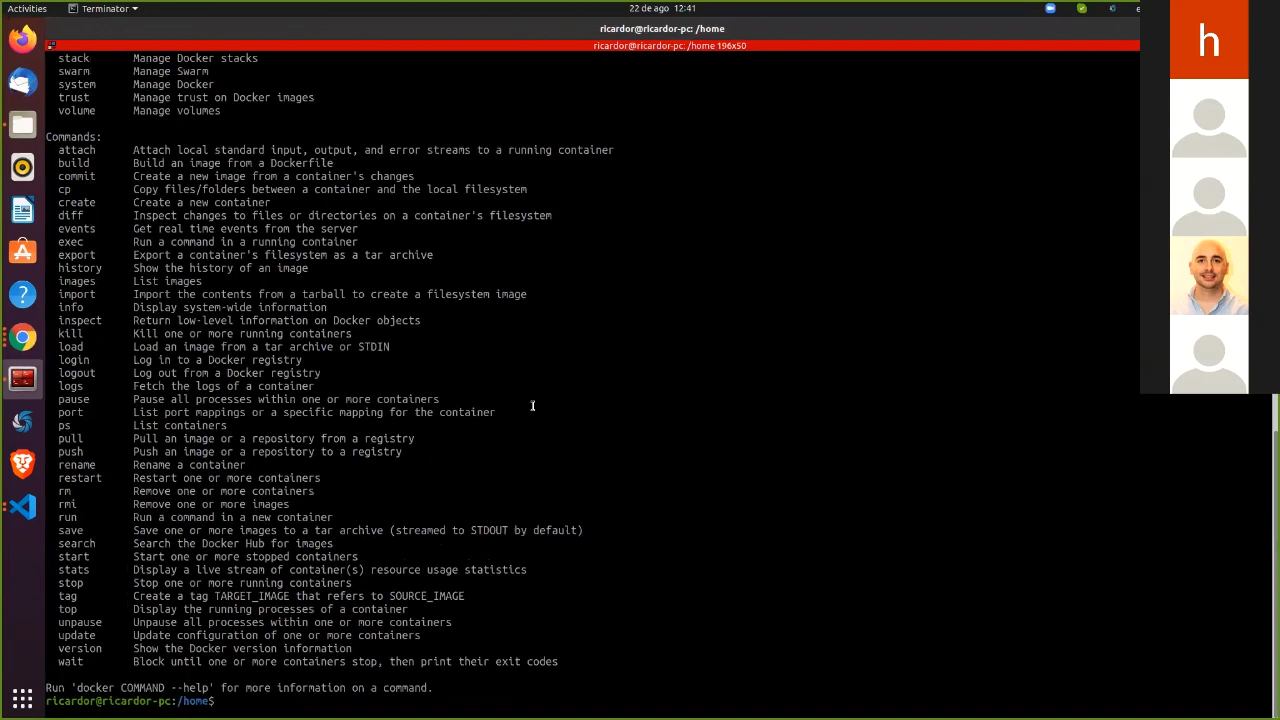 Activities
Terminator
22 de ago 12:41
ricardor@ricardor-pc: /home
ricardor@ricardor-pc: /home 196x50
stack Manage Docker stacks
swarm Manage Swarm
system Manage Docker
trust Manage trust on Docker images
volume Manage volumes
Commands:
attach Attach local standard input, output, and error streams to a running container
build Build an image from a Dockerfile
commit Create a new image from a container's changes
cp Copy files/folders between a container and the local filesystem
create Create a new container
diff Inspect changes to files or directories on a container's filesystem
events Get real time events from the server
exec Run a command in a running container
export Export a container's filesystem as a tar archive
history Show the history of an image
images List images
import Import the contents from a tarball to create a filesystem image
info Display system-wide information
inspect Return low-level information on Docker objects
kill Kill one or more running containers
load Load an image from a tar archive or STDIN
login Log in to a Docker registry
logout Log out from a Docker registry
logs Fetch the logs of a container
pause Pause all processes within one or more containers
port List port mappings or a specific mapping for the container
ps List containers
pull Pull an image or a repository from a registry
push Push an image or a repository to a registry
rename Rename a container
restart Restart one or more containers
rm Remove one or more containers
rmi Remove one or more images
run Run a command in a new container
save Save one or more images to a tar archive (streamed to STDOUT by default)
search Search the Docker Hub for images
start Start one or more stopped containers
stats Display a live stream of container(s) resource usage statistics
stop Stop one or more running containers
tag Create a tag TARGET_IMAGE that refers to SOURCE_IMAGE
top Display the running processes of a container
unpause Unpause all processes within one or more containers
update Update configuration of one or more containers
version Show the Docker version information
wait Block until one or more containers stop, then print their exit codes
Run 'docker COMMAND --help' for more information on a command.
ricardor@ricardor-pc:/home$
h